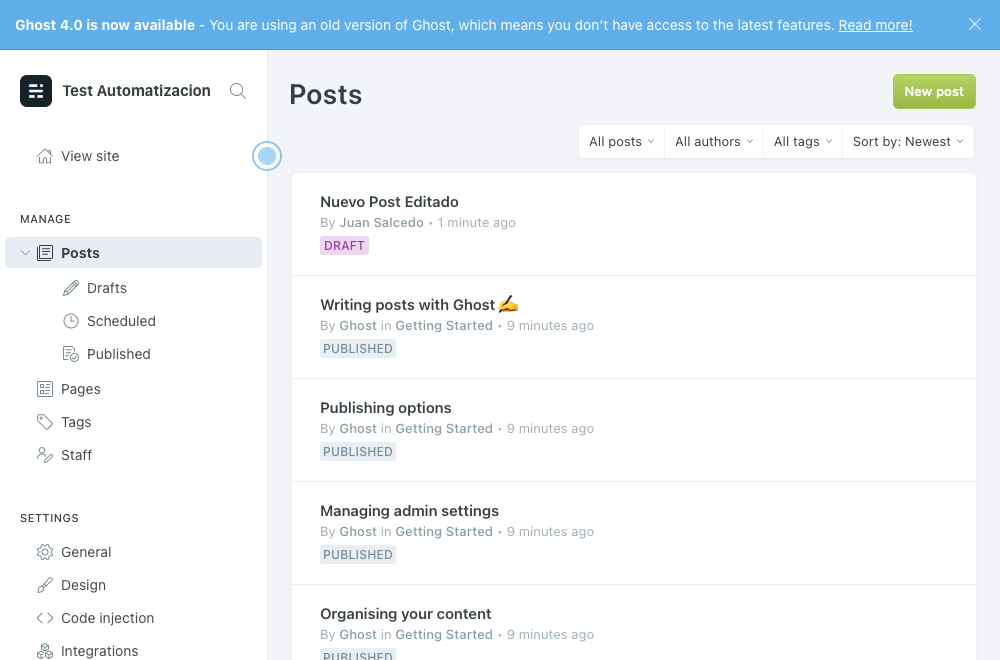 Ghost 4.0 is now available - You are using an old version of Ghost, which means you don't have access to the latest features. Read more!
Test Automatizacion
View site
MANAGE
Posts
Drafts
Scheduled
Published
Pages
Tags
Staff
SETTINGS
General
Design
Code injection
Integrations
Posts
New post
All posts
All authors
All tags
Sort by: Newest
Nuevo Post Editado
By Juan Salcedo • 1 minute ago
DRAFT
Writing posts with Ghost ✍️
By Ghost in Getting Started • 9 minutes ago
PUBLISHED
Publishing options
By Ghost in Getting Started • 9 minutes ago
PUBLISHED
Managing admin settings
By Ghost in Getting Started • 9 minutes ago
PUBLISHED
Organising your content
By Ghost in Getting Started • 9 minutes ago
PUBLISHED